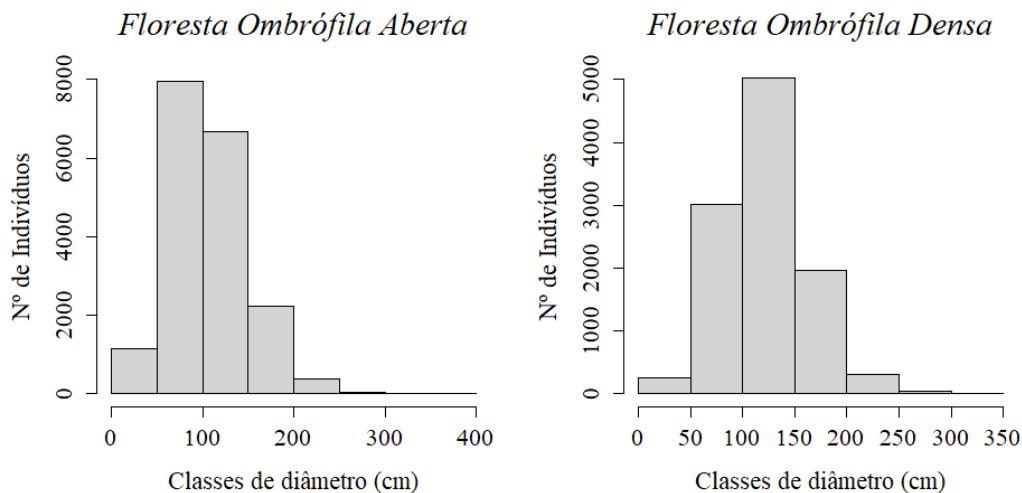 Floresta Ombrófila Aberta
Nº de Indivíduos
8000
6000
4000
2000
0
0 100 200 300 400
Classes de diâmetro (cm)
Floresta Ombrófila Densa
Nº de Indivíduos
5000
4000
3000
2000
1000
0
0 50 100 150 200 250 300 350
Classes de diâmetro (cm)